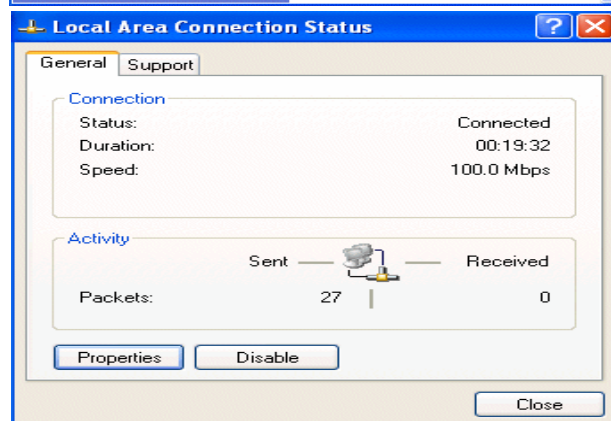 Local Area Connection Status
General Support
Connection
Status: Connected
Duration: 00:19:32
Speed: 100.0 Mbps
Activity
Sent Received
Packets: 27 0
Properties Disable
Close